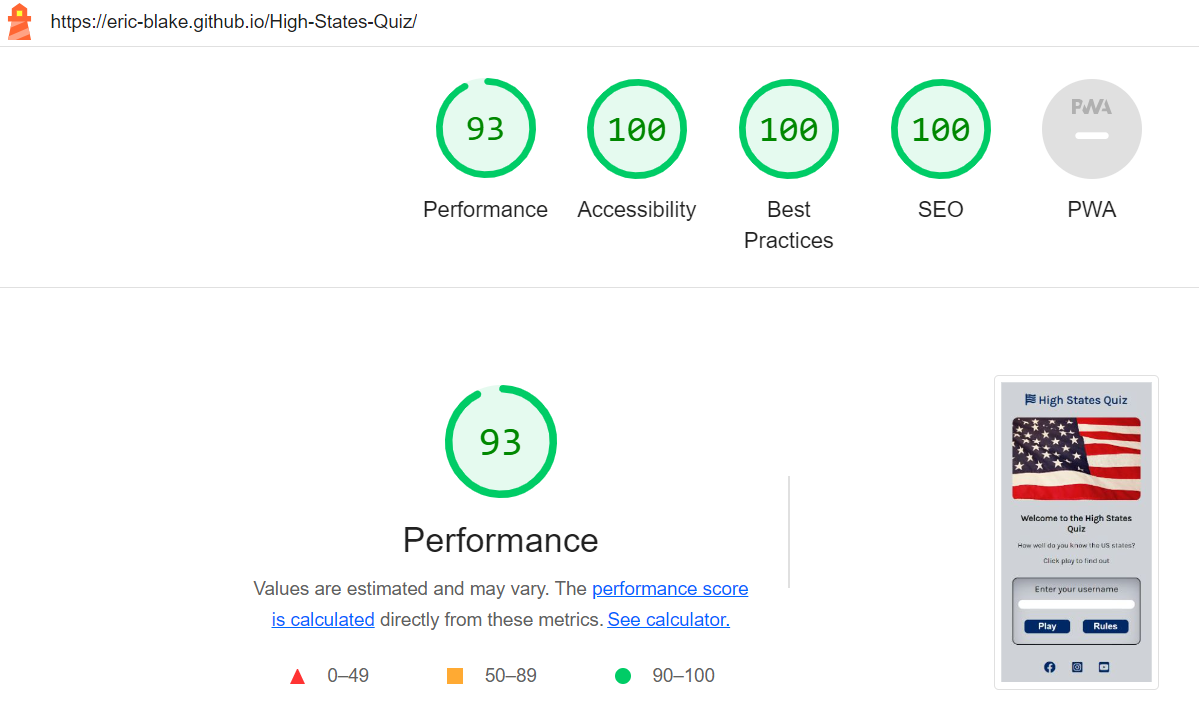 https://eric-blake.github.io/High-States-Quiz/
93
100
100
100
PWA
Performance
Accessibility
Best
Practices
SEO
PWA
93
Performance
Values are estimated and may vary. The performance score
is calculated directly from these metrics. See calculator.
0–49
50–89
90–100
High States Quiz
Welcome to the High States
Quiz
How well do you know the US states?
Click play to find out
Enter your username
Play
Rules